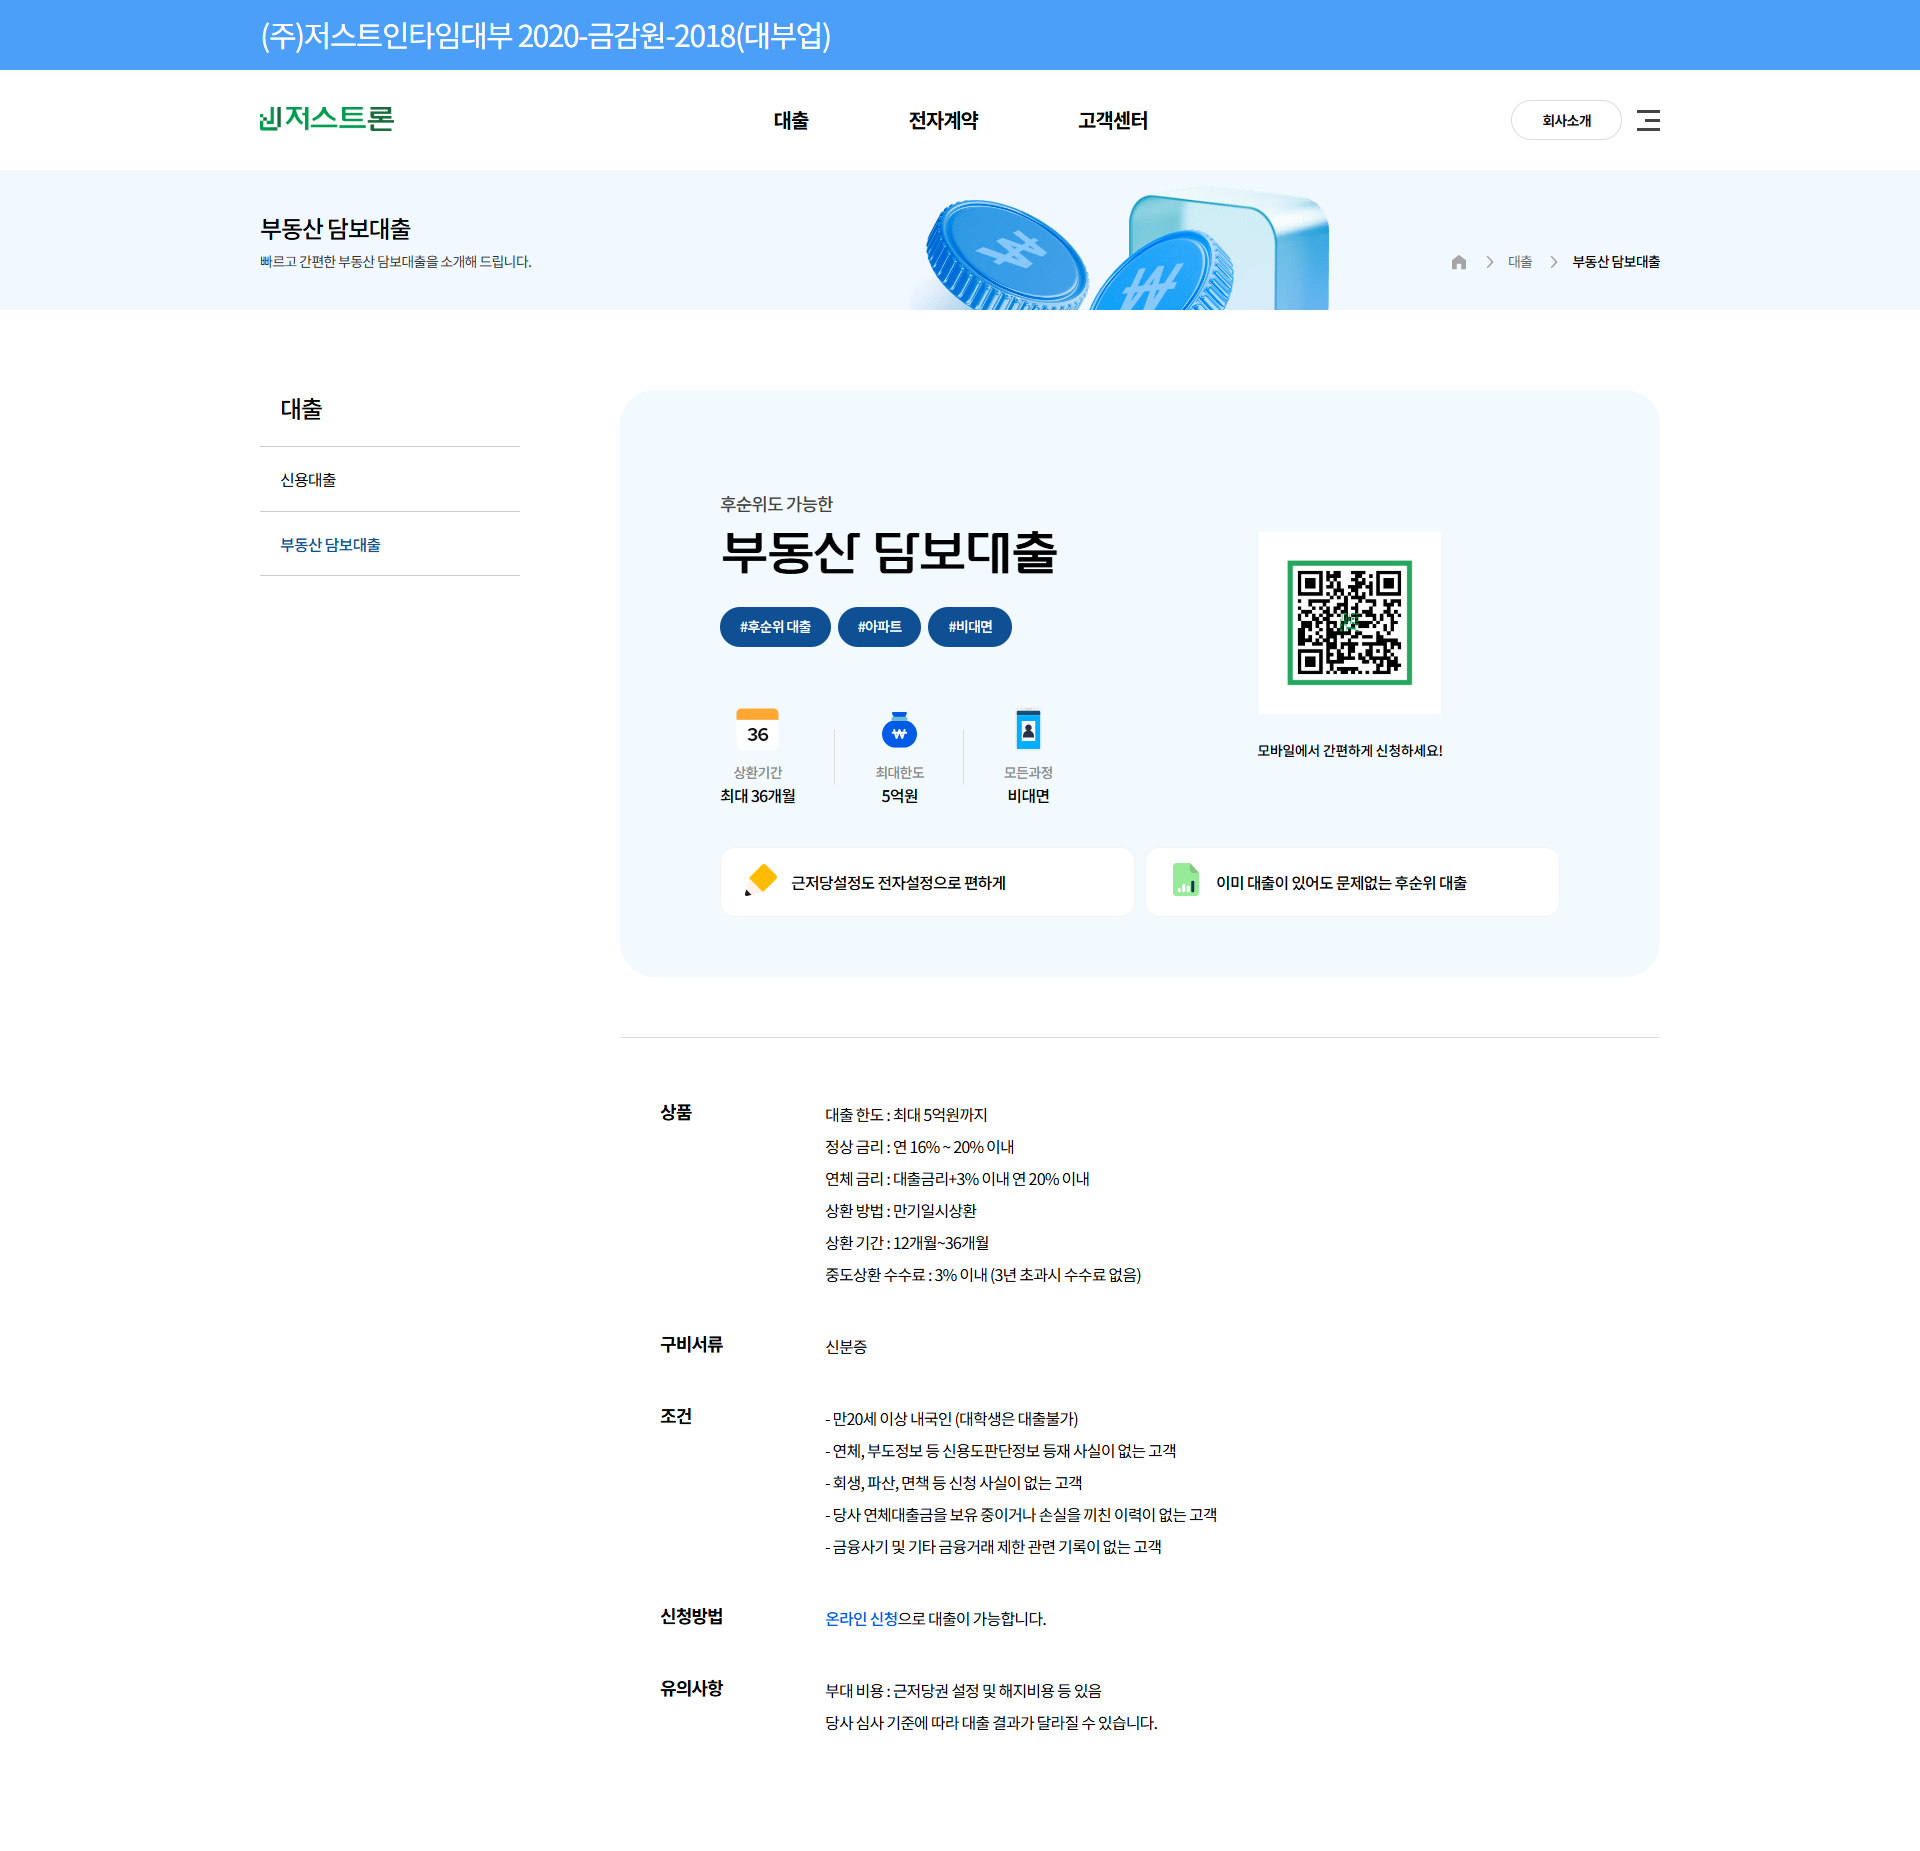 (주)저스트인타임대부 2020-금감원-2018(대부업)
저스트론
대출
전자계약
고객센터
회사소개
부동산 담보대출
빠르고 간편한 부동산 담보대출을 소개해 드립니다.
대출
부동산 담보대출
대출
신용대출
부동산 담보대출
후순위도 가능한
부동산 담보대출
#후순위 대출
#아파트
#비대면
36
상환기간
최대 36개월
최대한도
5억원
모든과정
비대면
모바일에서 간편하게 신청하세요!
근저당설정도 전자설정으로 편하게
이미 대출이 있어도 문제없는 후순위 대출
상품
대출 한도 : 최대 5억원까지
정상 금리 : 연 16% ~ 20% 이내
연체 금리 : 대출금리+3% 이내 연 20% 이내
상환 방법 : 만기일시상환
상환 기간 : 12개월~36개월
중도상환 수수료 : 3% 이내 (3년 초과시 수수료 없음)
구비서류
신분증
조건
- 만20세 이상 내국인 (대학생은 대출불가)
- 연체, 부도정보 등 신용도판단정보 등재 사실이 없는 고객
- 회생, 파산, 면책 등 신청 사실이 없는 고객
- 당사 연체대출금을 보유 중이거나 손실을 끼친 이력이 없는 고객
- 금융사기 및 기타 금융거래 제한 관련 기록이 없는 고객
신청방법
온라인 신청으로 대출이 가능합니다.
유의사항
부대 비용 : 근저당권 설정 및 해지비용 등 있음
당사 심사 기준에 따라 대출 결과가 달라질 수 있습니다.